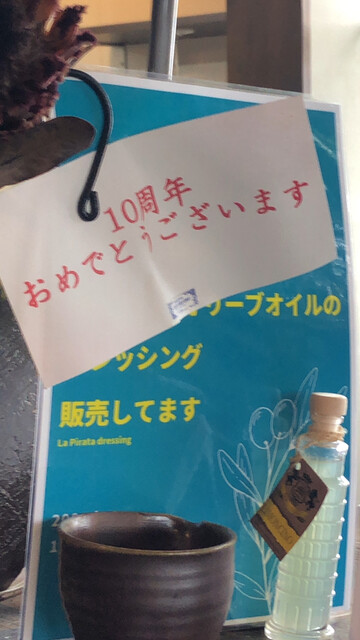 10周年
おめでとうございます
リーブオイルの
レッシング
販売してます
La Pirata dressing